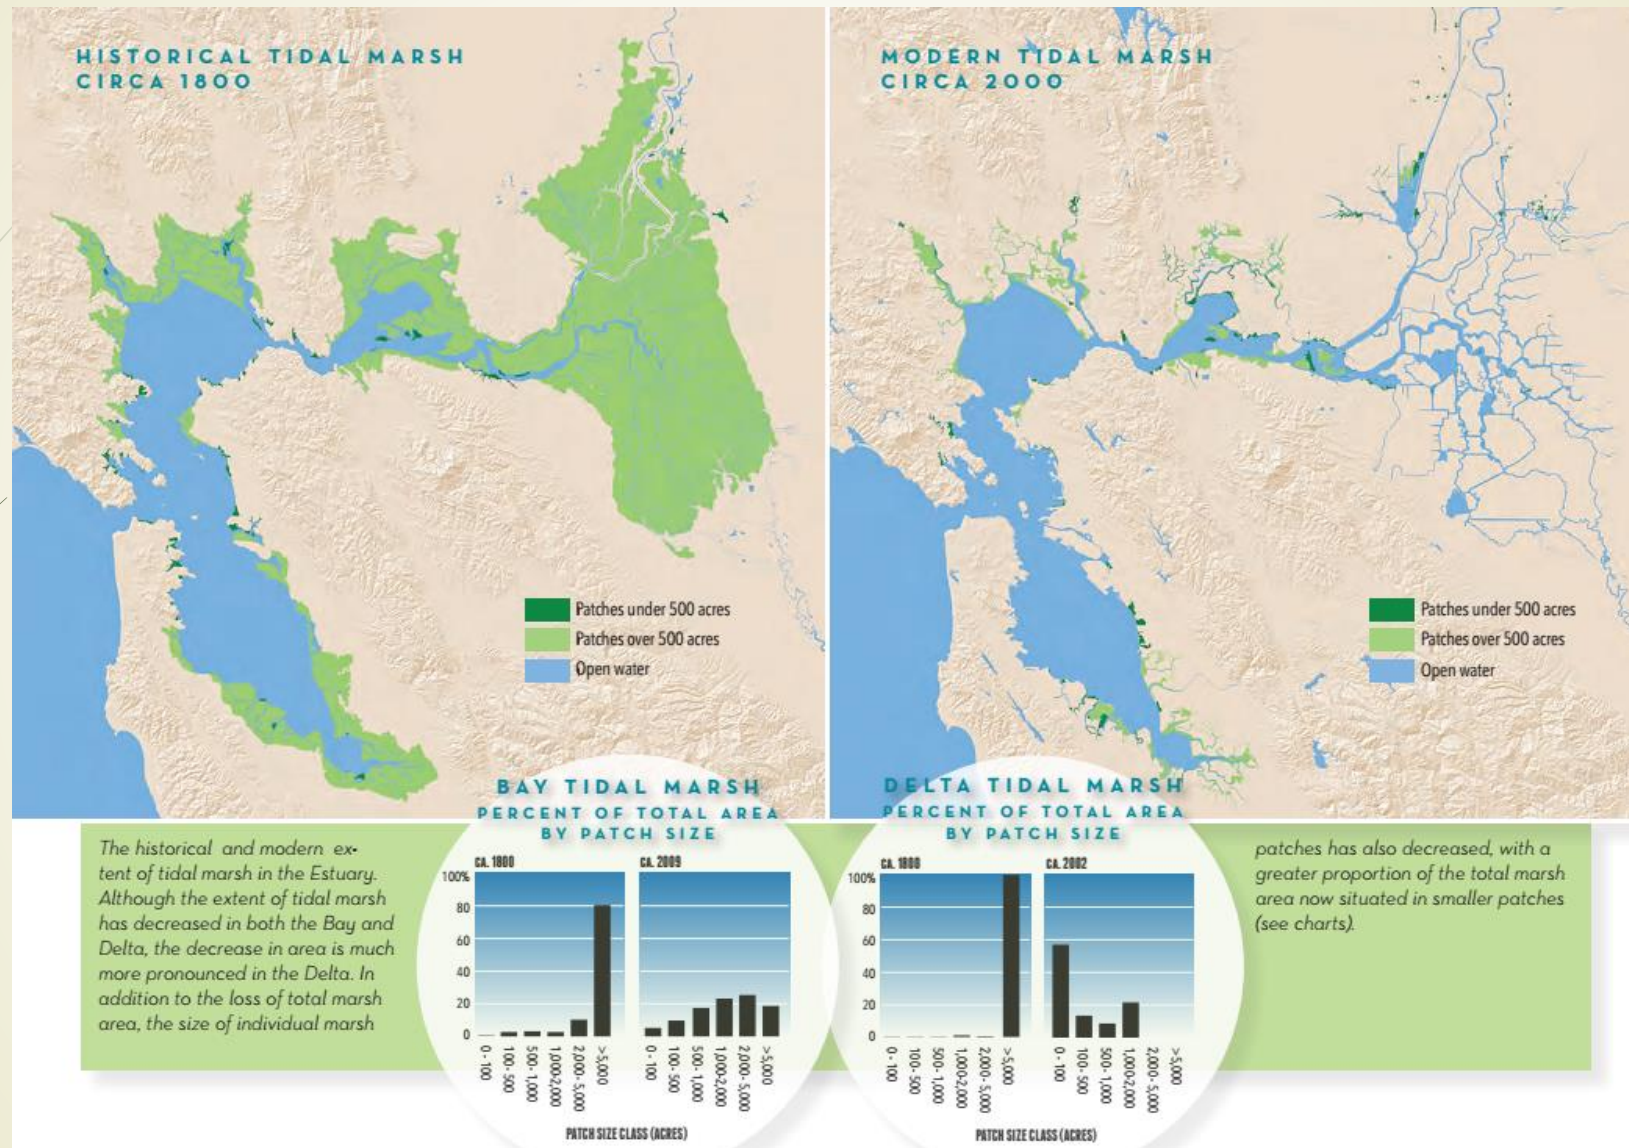 HISTORICAL TIDAL MARSH
CIRCA 1800
MODERN TIDAL MARSH
CIRCA 2000
Patches under 500 acres
Patches over 500 acres
Open water
Patches under 500 acres
Patches over 500 acres
Open water
The historical and modern ex-
tent of tidal marsh in the Estuary.
Although the extent of tidal marsh
has decreased in both the Bay and
Delta, the decrease in area is much
more pronounced in the Delta. In
addition to the loss of total marsh
area, the size of individual marsh
BAY TIDAL MARSH
PERCENT OF TOTAL AREA
BY PATCH SIZE
CA. 1800
CA. 2009
100%
80
60
40
20
0
0 - 100
100- 500
500- 1,000
1,000-2,000
2,000- 5,000
>5,000
0 - 100
100- 500
500- 1,000
1,000-2,000
2,000- 5,000
>5,000
PATCH SIZE CLASS (ACRES)
DELTA TIDAL MARSH
PERCENT OF TOTAL AREA
BY PATCH SIZE
CA. 1800
CA. 2002
100%
80
60
40
20
0
0 - 100
100- 500
500- 1,000
1,000-2,000
2,000- 5,000
>5,000
0 - 100
100- 500
500- 1,000
1,000-2,000
2,000- 5,000
>5,000
PATCH SIZE CLASS (ACRES)
patches has also decreased, with a
greater proportion of the total marsh
area now situated in smaller patches
(see charts).